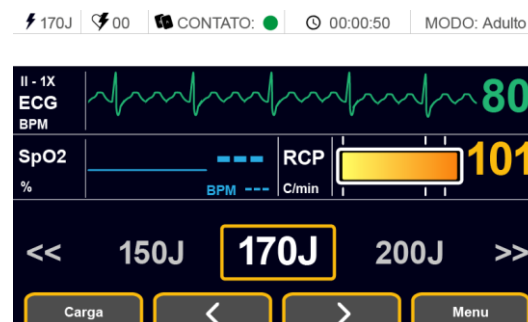 170J 00 CONTATO: 00:00:50 MODO: Adulto
II - 1X
ECG 80
BPM
SpO2 --- RCP 101
% BPM --- C/min
<< 150J 170J 200J >>
Carga < > Menu